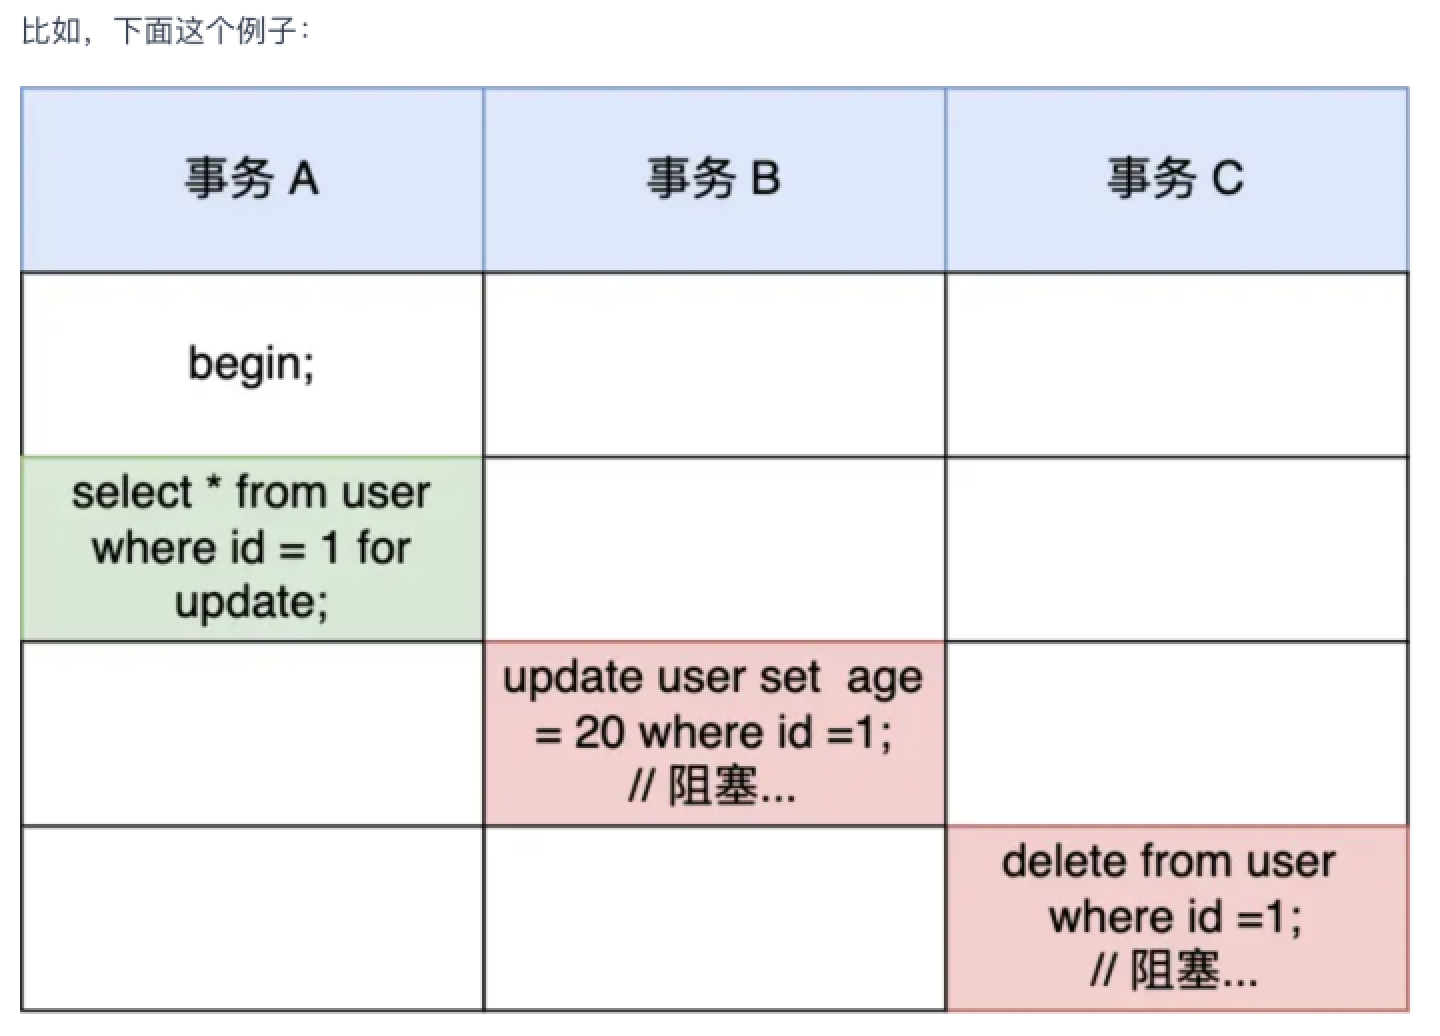 比如，下面这个例子：
事务 A
事务 B
事务 C
begin;
select * from user
where id = 1 for
update;
update user set  age
= 20 where id =1;
// 阻塞...
delete from user
where id =1;
// 阻塞...